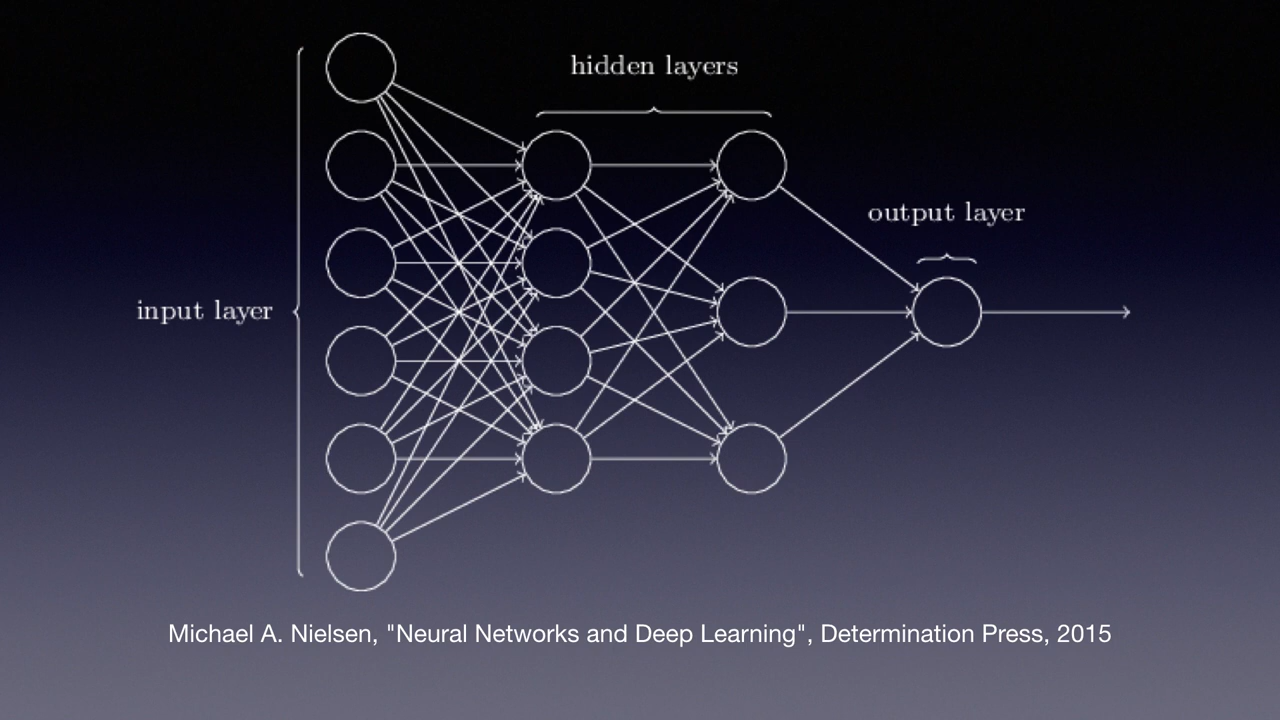 hidden layers
output layer
input layer
Michael A. Nielsen, "Neural Networks and Deep Learning", Determination Press, 2015